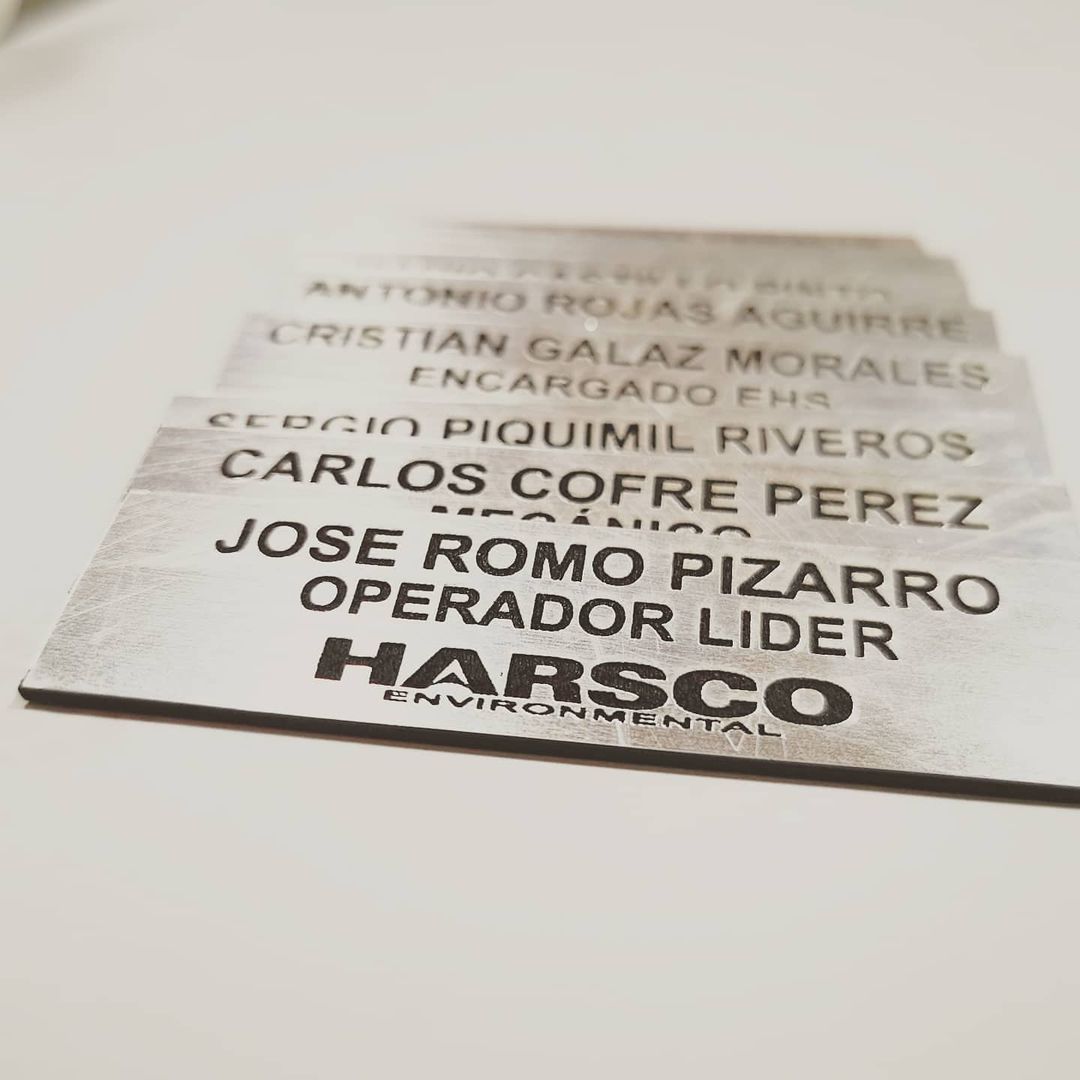 ANTONIO ROJAS AGUIRRE
CRISTIAN GALAZ MORALES
ENCARGADO EHS
SERGIO PIQUIMIL RIVEROS
CARLOS COFRE PEREZ
MECÁNICO
JOSE ROMO PIZARRO
OPERADOR LIDER
HARSCO
ENVIRONMENTAL